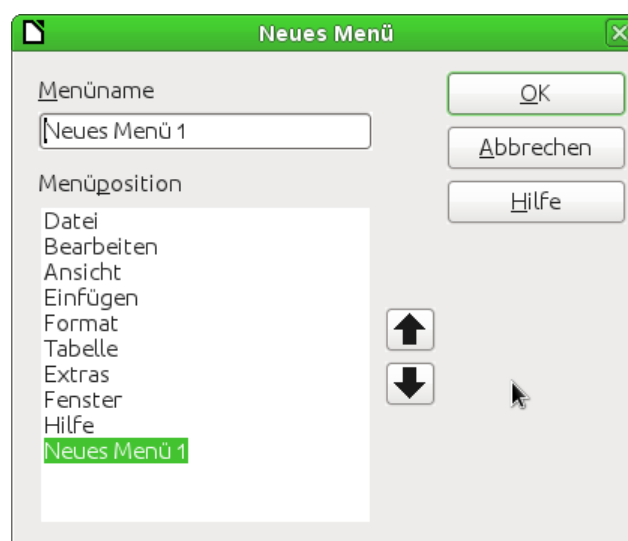 Neues Menü
Menüname
Neues Menü 1
OK
Abbrechen
Hilfe
Menüposition
Datei
Bearbeiten
Ansicht
Einfügen
Format
Tabelle
Extras
Fenster
Hilfe
Neues Menü 1